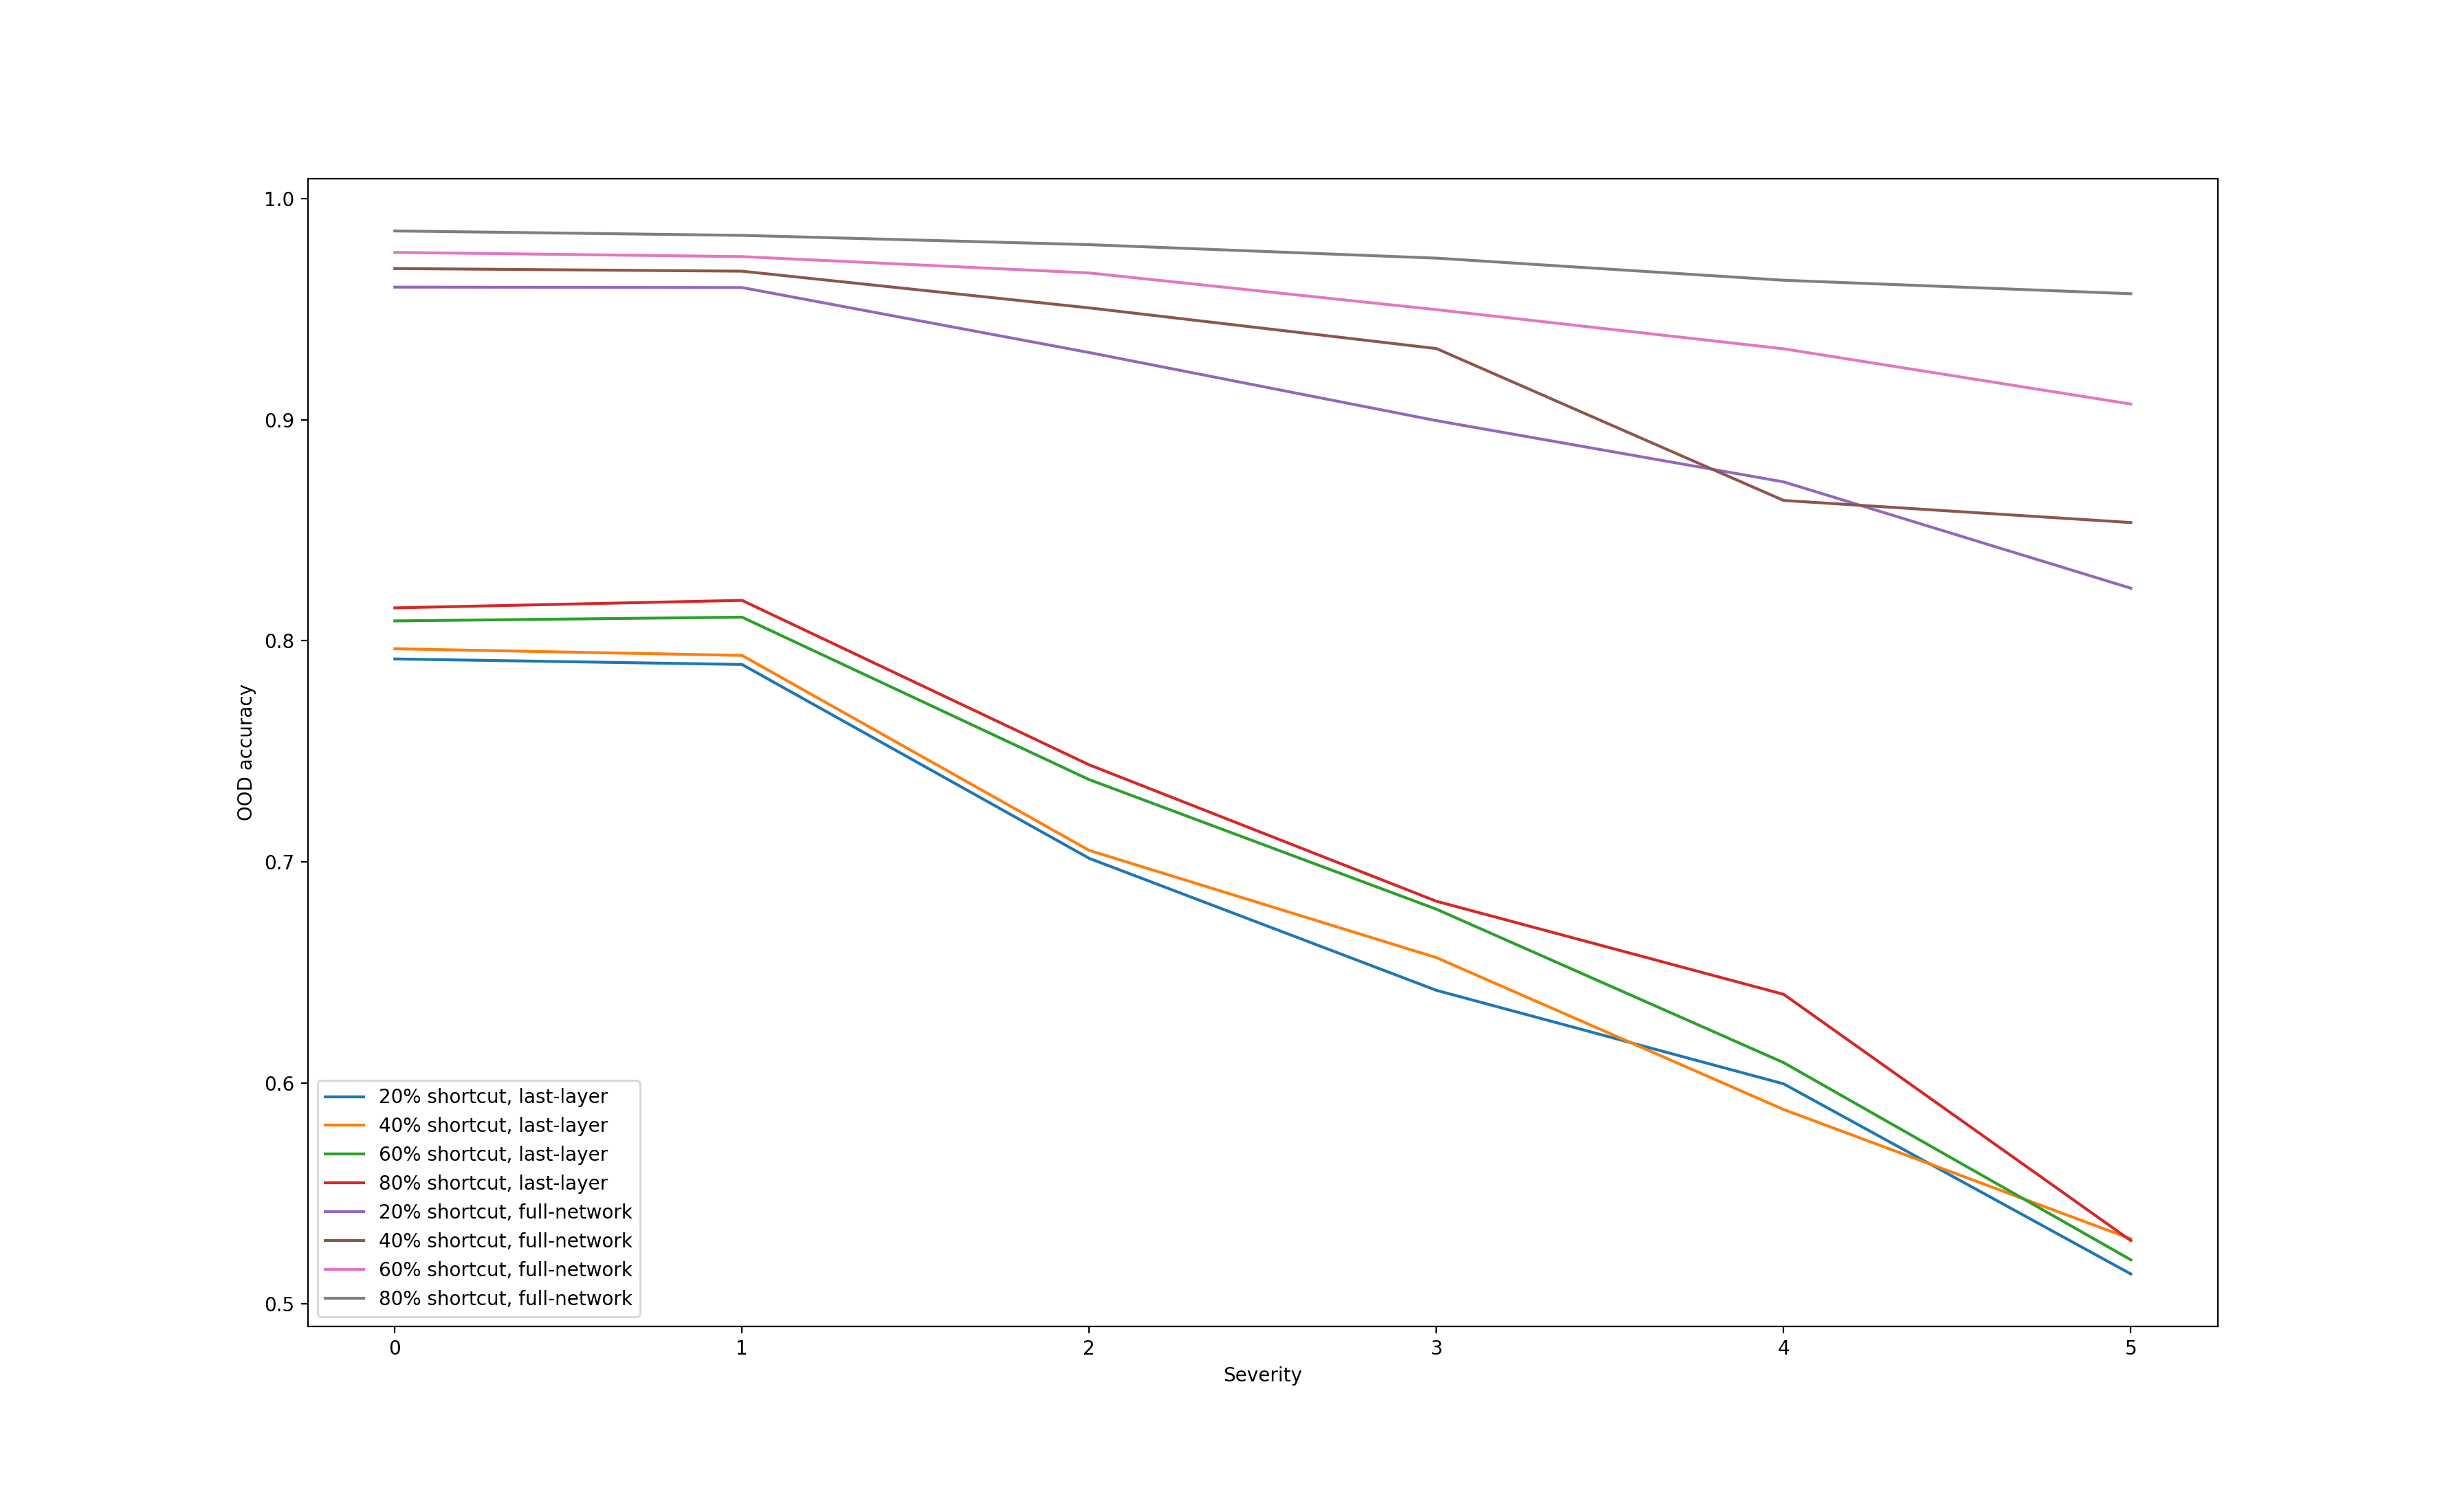 1.0
0.9
0.8
0.7
0.6
0.5
OOD accuracy
20% shortcut, last-layer
40% shortcut, last-layer
60% shortcut, last-layer
80% shortcut, last-layer
20% shortcut, full-network
40% shortcut, full-network
60% shortcut, full-network
80% shortcut, full-network
0 1 2 3 4 5
Severity